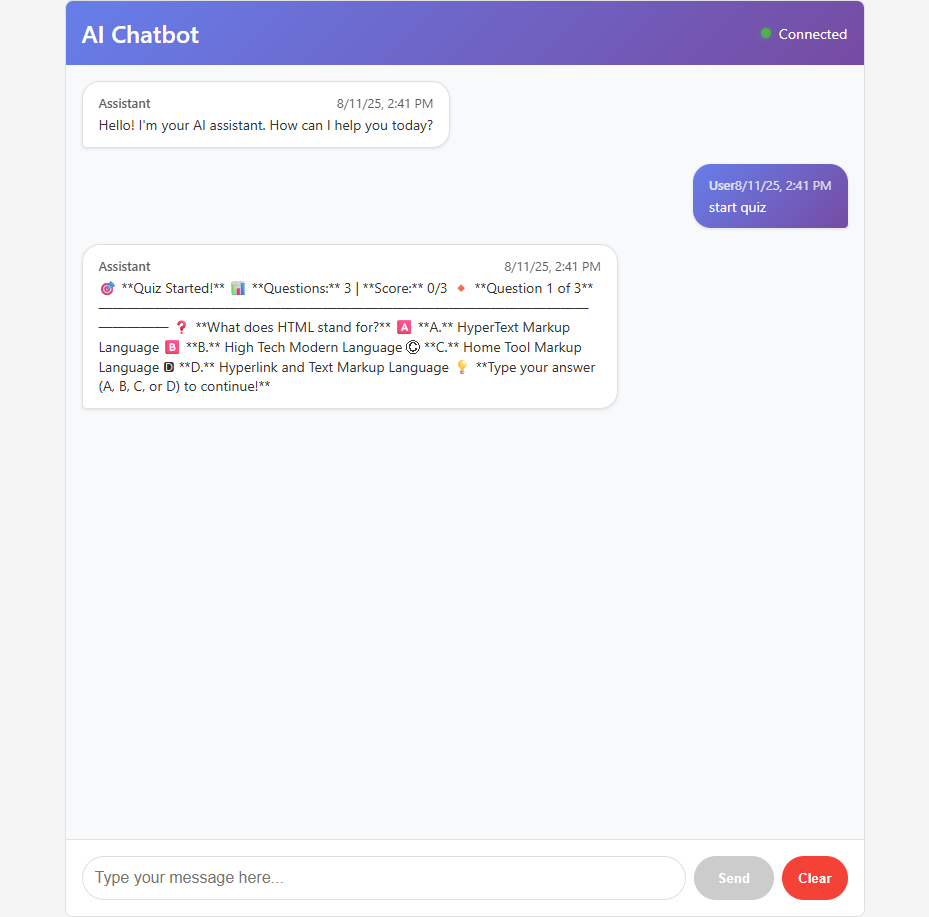 AI Chatbot
Connected
Assistant 8/11/25, 2:41 PM
Hello! I'm your AI assistant. How can I help you today?
User8/11/25, 2:41 PM
start quiz
Assistant 8/11/25, 2:41 PM
🎯 **Quiz Started!** 📊 **Questions:** 3 | **Score:** 0/3 🔸 **Question 1 of 3**
───────────────────────────────────
───── ❓ **What does HTML stand for?** 🅰 **A.** HyperText Markup
Language 🅱 **B.** High Tech Modern Language 🄫 **C.** Home Tool Markup
Language 🅳 **D.** Hyperlink and Text Markup Language 💡 **Type your answer
(A, B, C, or D) to continue!**
Type your message here...
Send
Clear